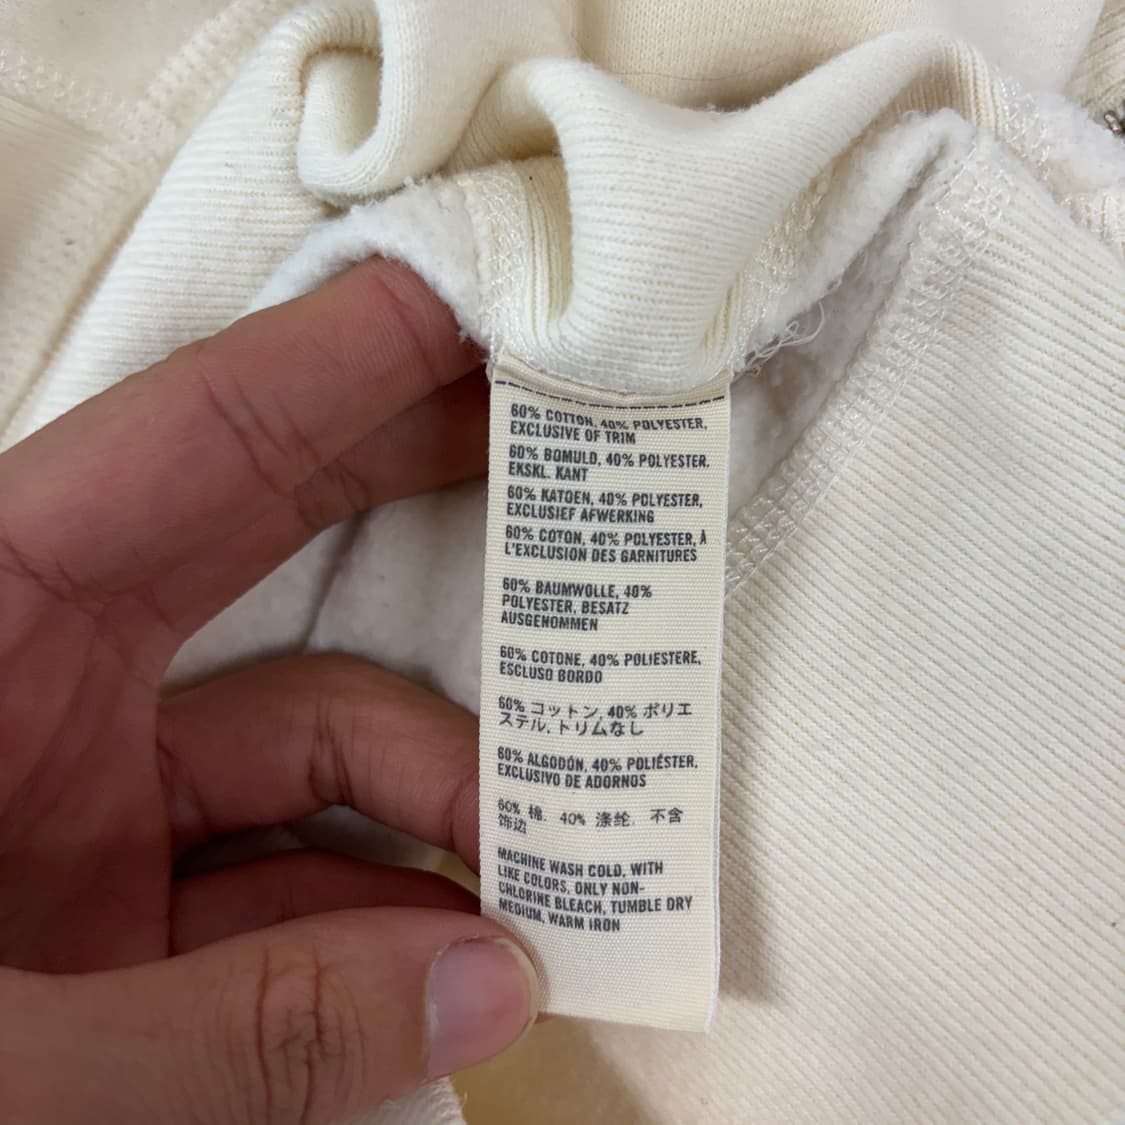 60% COTTON, 40% POLYESTER,
EXCLUSIVE OF TRIM
60% BOMULD, 40% POLYESTER.
EKSKL. KANT
60% KATOEN, 40% POLYESTER,
EXCLUSIEF AFWERKING
60% COTON, 40% POLYESTER, À
L'EXCLUSION DES GARNITURES
60% BAUMWOLLE, 40%
POLYESTER, BESATZ
AUSGENOMMEN
60% COTONE, 40% POLIESTERE,
ESCLUSO BORDO
60% コットン, 40% ポリエ
ステル, トリムなし
60% ALGODÓN, 40% POLIÉSTER,
EXCLUSIVO DE ADORNOS
60% 棉, 40% 涤纶, 不含
饰边
MACHINE WASH COLD, WITH
LIKE COLORS, ONLY NON-
CHLORINE BLEACH, TUMBLE DRY
MEDIUM, WARM IRON